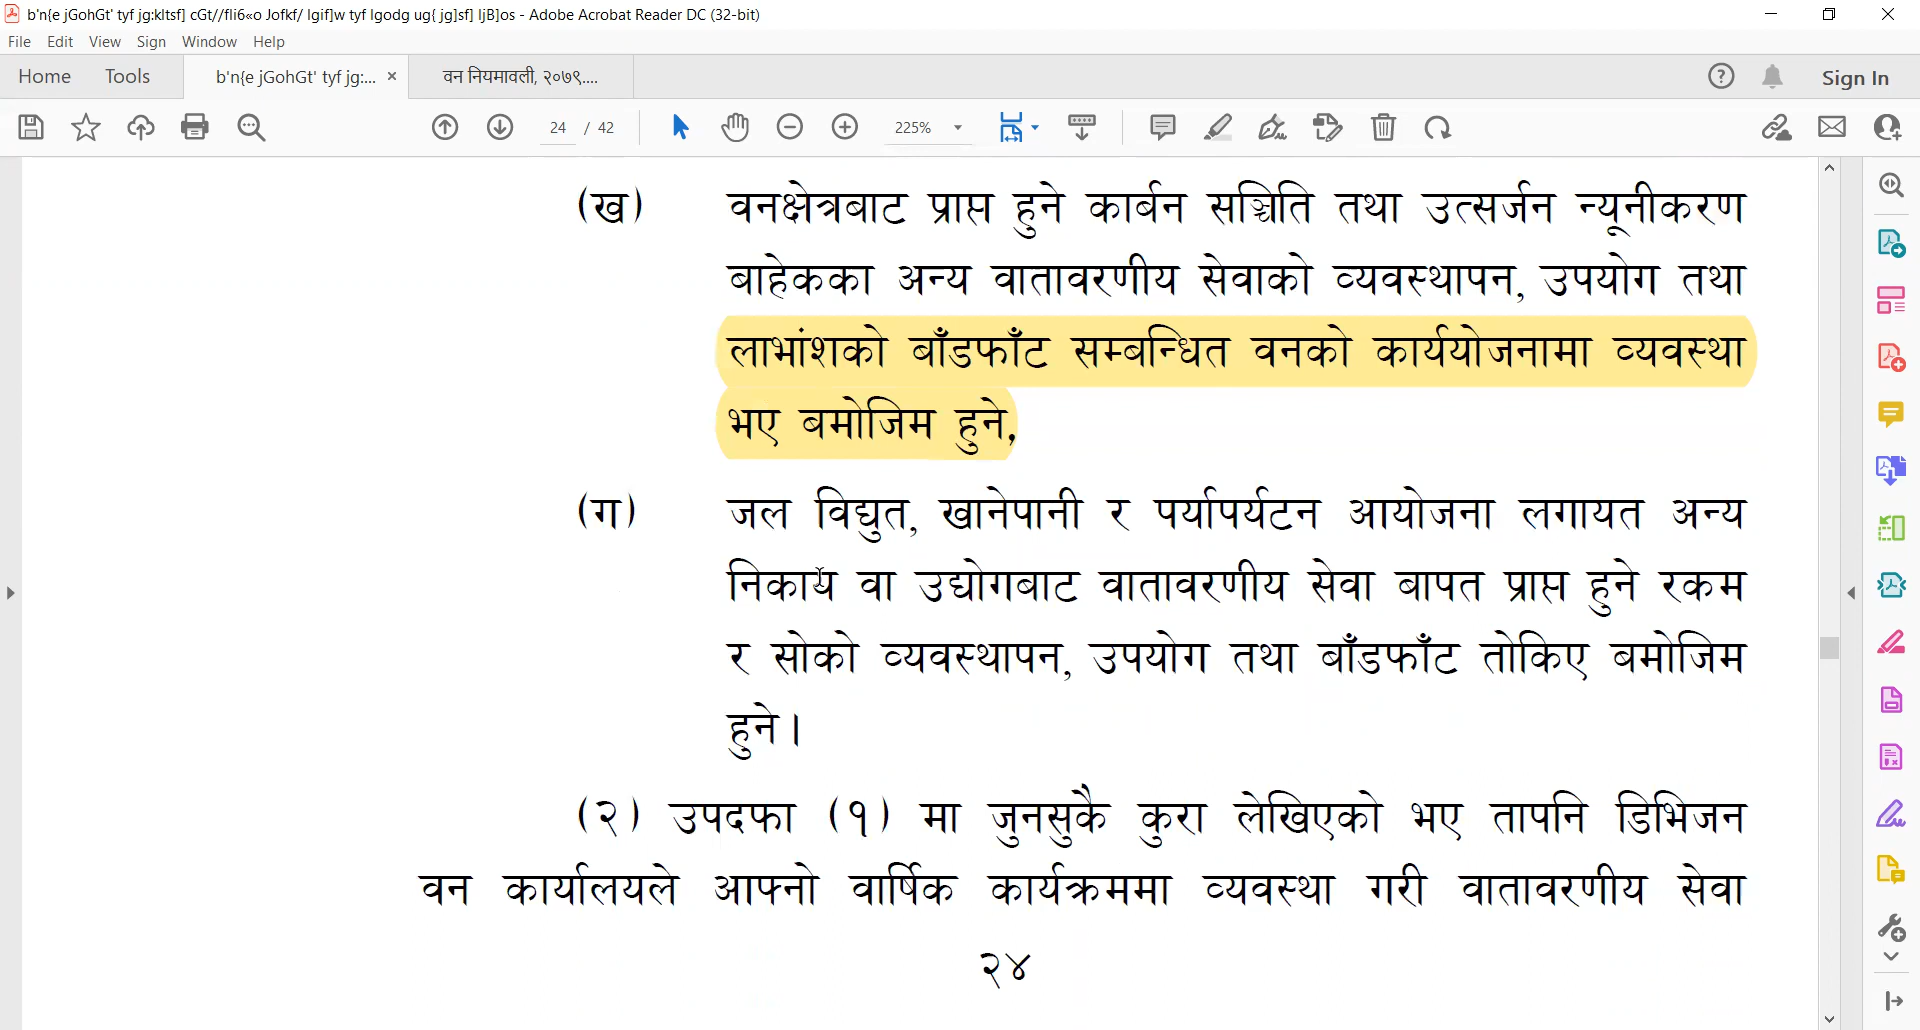 b'n{e jGohGt' tyf jg:kltsf] cGt//fli6«o Jofkf/ lgif]w tyf lgodg ug{ jg]sf] ljB]os - Adobe Acrobat Reader DC (32-bit)
File Edit View Sign Window Help
Home Tools b'n{e jGohGt' tyf jg:... × वन नियमावली, २०७९.... Sign In
24 / 42 225%
(ख) वनक्षेत्रबाट प्राप्त हुने कार्बन सञ्चिति तथा उत्सर्जन न्यूनीकरण
बाहेकका अन्य वातावरणीय सेवाको व्यवस्थापन, उपयोग तथा
लाभांशको बाँडफाँट सम्बन्धित वनको कार्ययोजनामा व्यवस्था
भए बमोजिम हुने,
(ग) जल विद्युत, खानेपानी र पर्यापर्यटन आयोजना लगायत अन्य
निकाय वा उद्योगबाट वातावरणीय सेवा बापत प्राप्त हुने रकम
र सोको व्यवस्थापन, उपयोग तथा बाँडफाँट तोकिए बमोजिम
हुने।
(२) उपदफा (१) मा जुनसुकै कुरा लेखिएको भए तापनि डिभिजन
वन कार्यालयले आफ्नो वार्षिक कार्यक्रममा व्यवस्था गरी वातावरणीय सेवा
२४